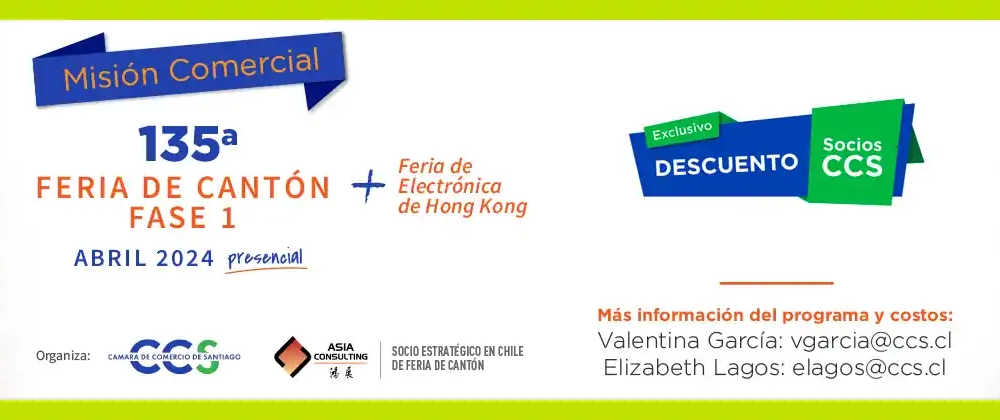 Misión Comercial
135ª
FERIA DE CANTÓN
FASE 1
ABRIL 2024 presencial
+
Feria de
Electrónica
de Hong Kong
Exclusivo
DESCUENTO
Socios
CCS
Más información del programa y costos:
Valentina García: vgarcia@ccs.cl
Elizabeth Lagos: elagos@ccs.cl
Organiza:
CCS
CAMARA DE COMERCIO DE SANTIAGO
ASIA
CONSULTING
鴻展
SOCIO ESTRATÉGICO EN CHILE
DE FERIA DE CANTÓN